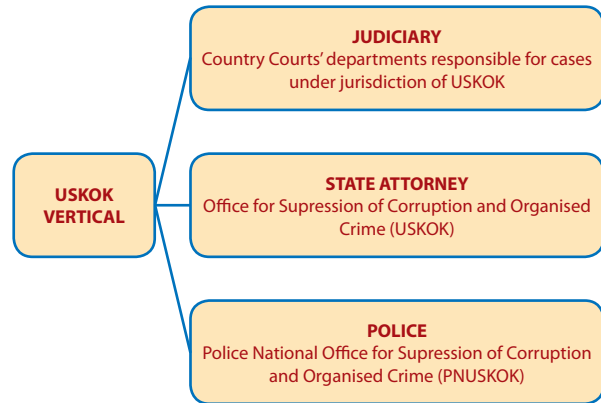 JUDICIARY
Country Courts’ departments responsible for cases
under jurisdiction of USKOK
USKOK
VERTICAL
STATE ATTORNEY
Office for Supression of Corruption and Organised
Crime (USKOK)
POLICE
Police National Office for Supression of Corruption
and Organised Crime (PNUSKOK)